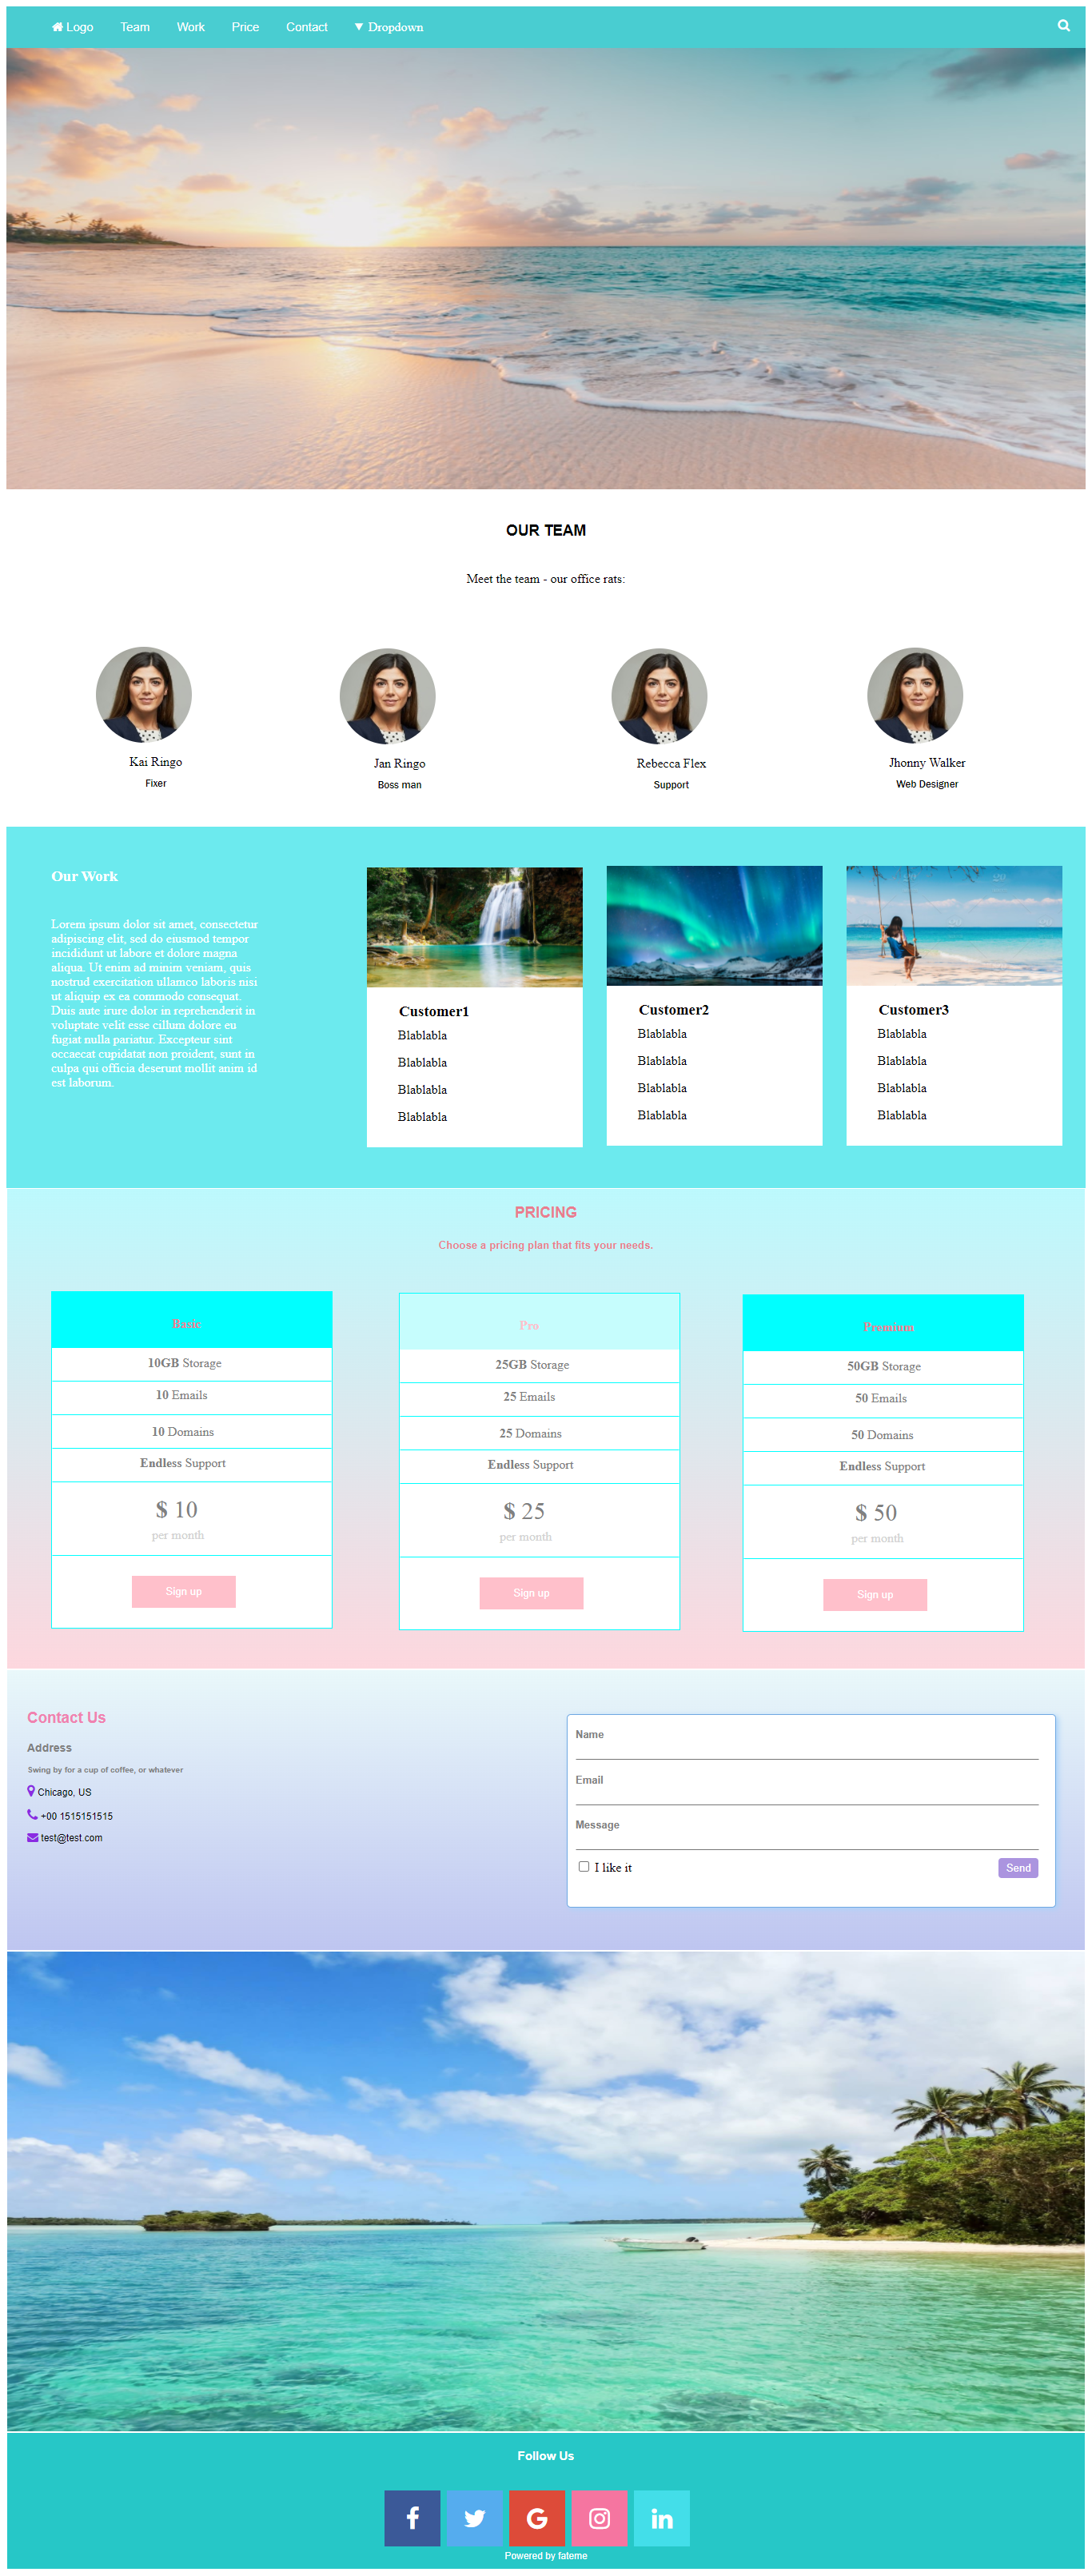 Logo Team Work Price Contact ▼ Dropdown
OUR TEAM
Meet the team - our office rats:
Kai Ringo
Fixer
Jan Ringo
Boss man
Rebecca Flex
Support
Jhonny Walker
Web Designer
Our Work
Lorem ipsum dolor sit amet, consectetur
adipiscing elit, sed do eiusmod tempor
incididunt ut labore et dolore magna
aliqua. Ut enim ad minim veniam, quis
nostrud exercitation ullamco laboris nisi
ut aliquip ex ea commodo consequat.
Duis aute irure dolor in reprehenderit in
voluptate velit esse cillum dolore eu
fugiat nulla pariatur. Excepteur sint
occaecat cupidatat non proident, sunt in
culpa qui officia deserunt mollit anim id
est laborum.
Customer1
Blablabla
Blablabla
Blablabla
Blablabla
Customer2
Blablabla
Blablabla
Blablabla
Blablabla
Customer3
Blablabla
Blablabla
Blablabla
Blablabla
PRICING
Choose a pricing plan that fits your needs.
Basic
10GB Storage
10 Emails
10 Domains
Endless Support
$ 10
per month
Sign up
Pro
25GB Storage
25 Emails
25 Domains
Endless Support
$ 25
per month
Sign up
Premium
50GB Storage
50 Emails
50 Domains
Endless Support
$ 50
per month
Sign up
Contact Us
Address
Swing by for a cup of coffee, or whatever
Chicago, US
+00 1515151515
test@test.com
Name
Email
Message
I like it
Send
Follow Us
Powered by fateme